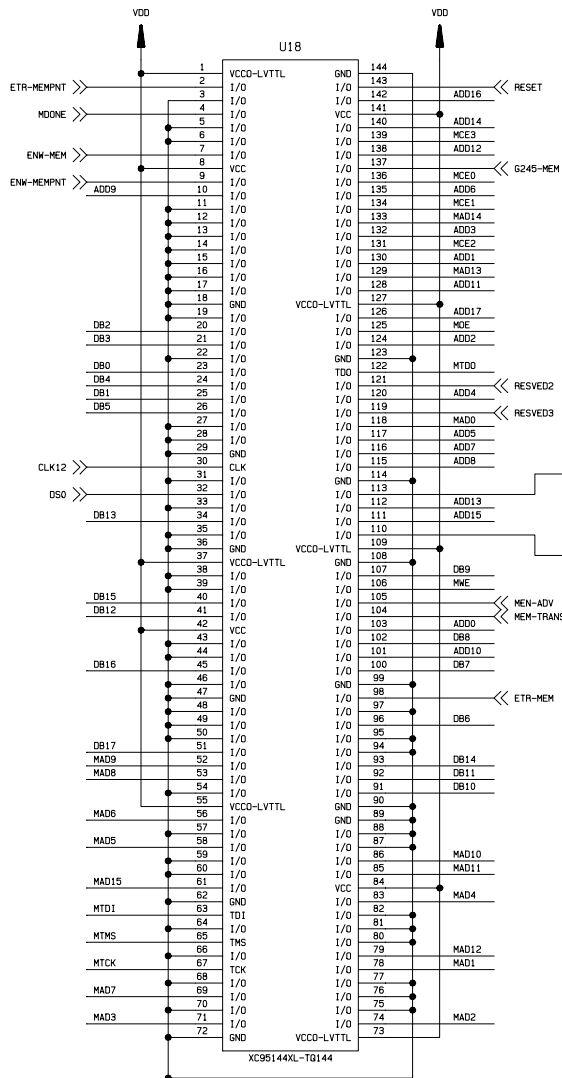 VDD VDD
U18
1 VCCO-LVTTL GND 144
ETR-MEMPNT 2 I/O I/O 143 RESET
3 I/O I/O 142 ADD16
MDONE 4 I/O VCC 141
5 I/O I/O 140 ADD14
6 I/O I/O 139 MCE3
ENW-MEM 7 I/O I/O 138 ADD12
8 VCC I/O 137 G245-MEM
ENW-MEMPNT 9 I/O I/O 136 MCE0
ADD9 10 I/O I/O 135 ADD6
11 I/O I/O 134 MCE1
12 I/O I/O 133 MAD14
13 I/O I/O 132 ADD3
14 I/O I/O 131 MCE2
15 I/O I/O 130 ADD1
16 I/O I/O 129 MAD13
17 I/O I/O 128 ADD11
18 GND VCCO-LVTTL 127
19 I/O I/O 126 ADD17
DB2 20 I/O I/O 125 MOE
DB3 21 I/O I/O 124 ADD2
22 I/O GND 123
DB0 23 I/O TDO 122 MTDO
DB4 24 I/O I/O 121 RESVED2
DB1 25 I/O I/O 120 ADD4
DB5 26 I/O I/O 119 RESVED3
27 I/O I/O 118 MAD0
28 I/O I/O 117 ADD5
29 GND I/O 116 ADD7
CLK12 30 CLK I/O 115 ADD8
31 I/O GND 114
DS0 32 I/O I/O 113
33 I/O I/O 112 ADD13
DB13 34 I/O I/O 111 ADD15
35 I/O I/O 110
36 GND VCCO-LVTTL 109
37 VCCO-LVTTL GND 108
38 I/O I/O 107 DB9
39 I/O I/O 106 MWE
DB15 40 I/O I/O 105 MEN-ADV
DB12 41 I/O I/O 104 MEM-TRANS
42 VCC I/O 103 ADD0
43 I/O I/O 102 DB8
44 I/O I/O 101 ADD10
DB16 45 I/O I/O 100 DB7
46 I/O GND 99
47 GND I/O 98 ETR-MEM
48 I/O I/O 97
49 I/O I/O 96 DB6
50 I/O I/O 95
DB17 51 I/O I/O 94
MAD9 52 I/O I/O 93 DB14
MAD8 53 I/O I/O 92 DB11
54 I/O I/O 91 DB10
55 VCCO-LVTTL GND 90
MAD6 56 I/O GND 89
57 I/O I/O 88
MAD5 58 I/O I/O 87
59 I/O I/O 86 MAD10
60 I/O I/O 85 MAD11
MAD15 61 I/O VCC 84
62 GND I/O 83 MAD4
MTDI 63 TDI I/O 82
64 I/O I/O 81
MTMS 65 TMS I/O 80
66 I/O I/O 79 MAD12
MTCK 67 TCK I/O 78 MAD1
68 I/O I/O 77
MAD7 69 I/O I/O 76
70 I/O I/O 75
MAD3 71 I/O I/O 74 MAD2
72 GND VCCO-LVTTL 73
XC95144XL-TQ144